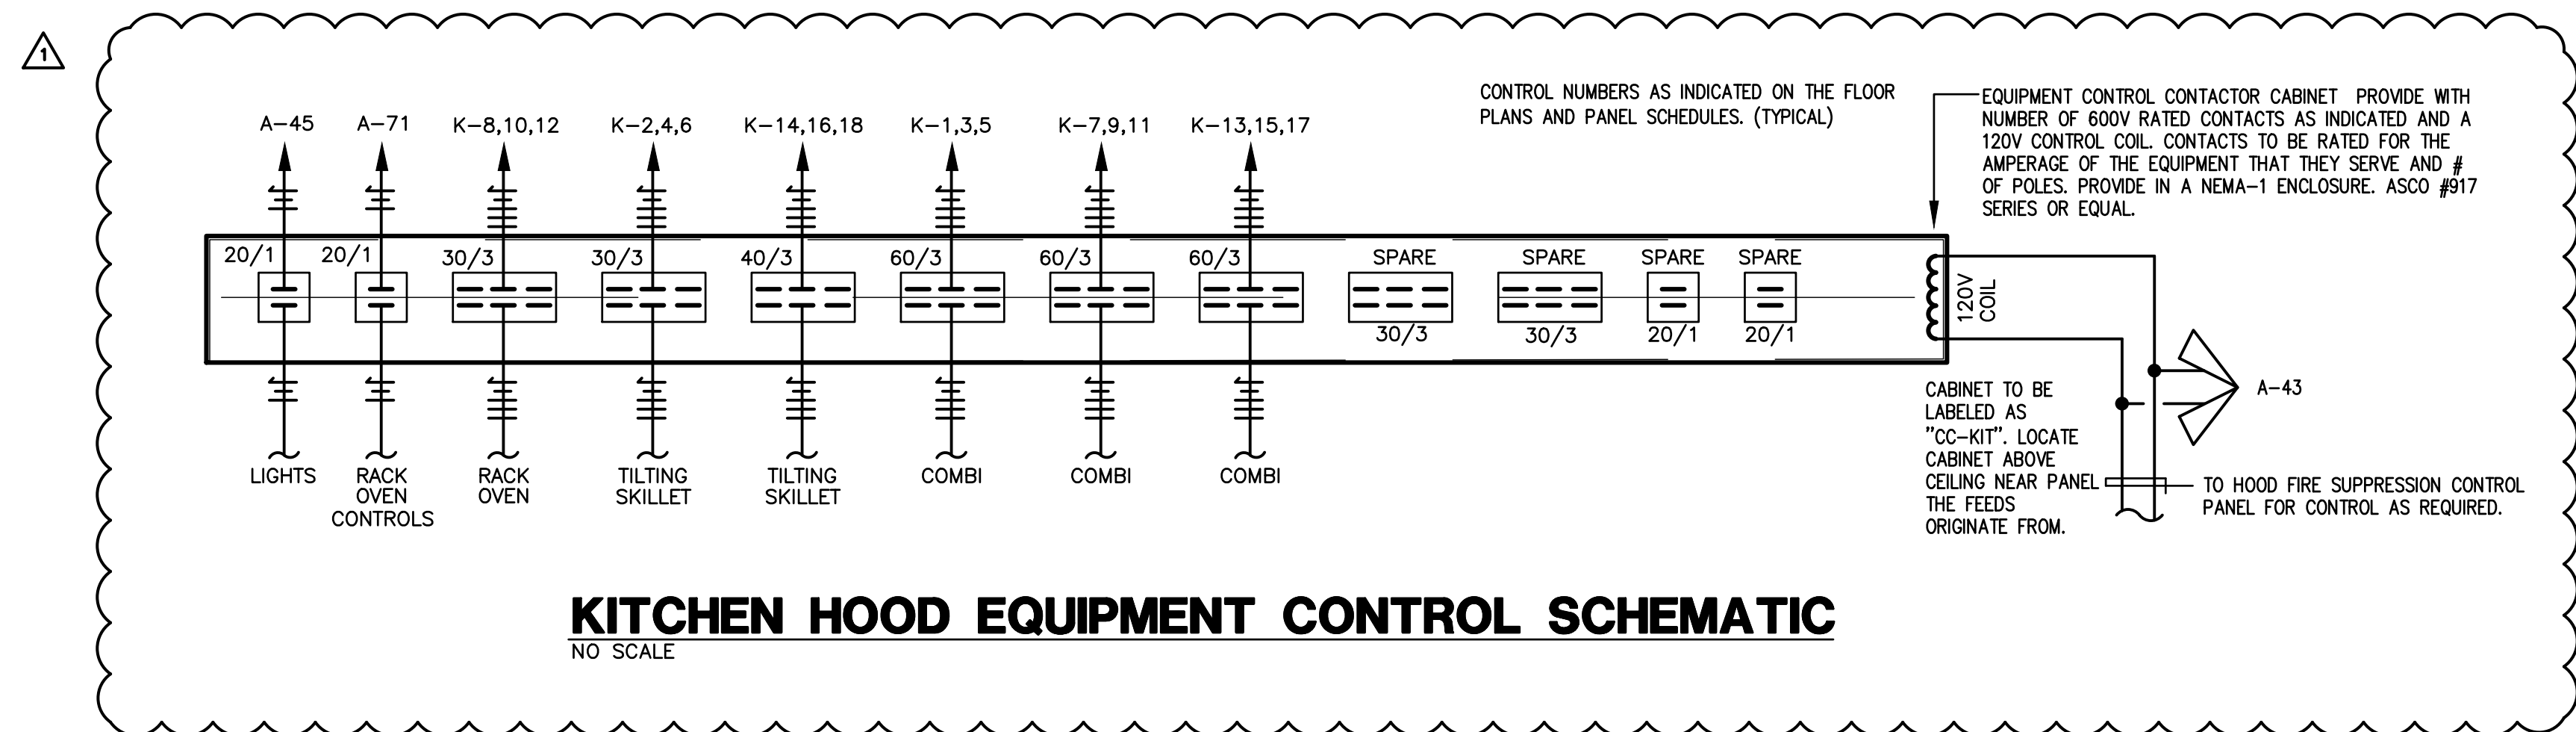 1
CONTROL NUMBERS AS INDICATED ON THE FLOOR
PLANS AND PANEL SCHEDULES. (TYPICAL)
EQUIPMENT CONTROL CONTACTOR CABINET PROVIDE WITH
NUMBER OF 600V RATED CONTACTS AS INDICATED AND A
120V CONTROL COIL. CONTACTS TO BE RATED FOR THE
AMPERAGE OF THE EQUIPMENT THAT THEY SERVE AND #
OF POLES. PROVIDE IN A NEMA-1 ENCLOSURE. ASCO #917
SERIES OR EQUAL.
A-45 A-71 K-8,10,12 K-2,4,6 K-14,16,18 K-1,3,5 K-7,9,11 K-13,15,17
20/1 20/1 30/3 30/3 40/3 60/3 60/3 60/3 SPARE SPARE SPARE SPARE
30/3 30/3 20/1 20/1
120V
COIL
A-43
CABINET TO BE
LABELED AS
"CC-KIT". LOCATE
CABINET ABOVE
CEILING NEAR PANEL
THE FEEDS
ORIGINATE FROM.
TO HOOD FIRE SUPPRESSION CONTROL
PANEL FOR CONTROL AS REQUIRED.
LIGHTS
RACK
OVEN
CONTROLS
RACK
OVEN
TILTING
SKILLET
TILTING
SKILLET
COMBI
COMBI
COMBI
KITCHEN HOOD EQUIPMENT CONTROL SCHEMATIC
NO SCALE